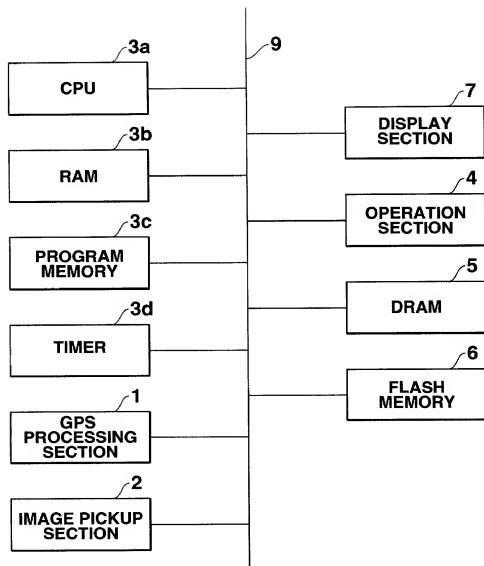 3a
CPU
3b
RAM
3c
PROGRAM
MEMORY
3d
TIMER
1
GPS
PROCESSING
SECTION
2
IMAGE PICKUP
SECTION
9
7
DISPLAY
SECTION
4
OPERATION
SECTION
5
DRAM
6
FLASH
MEMORY